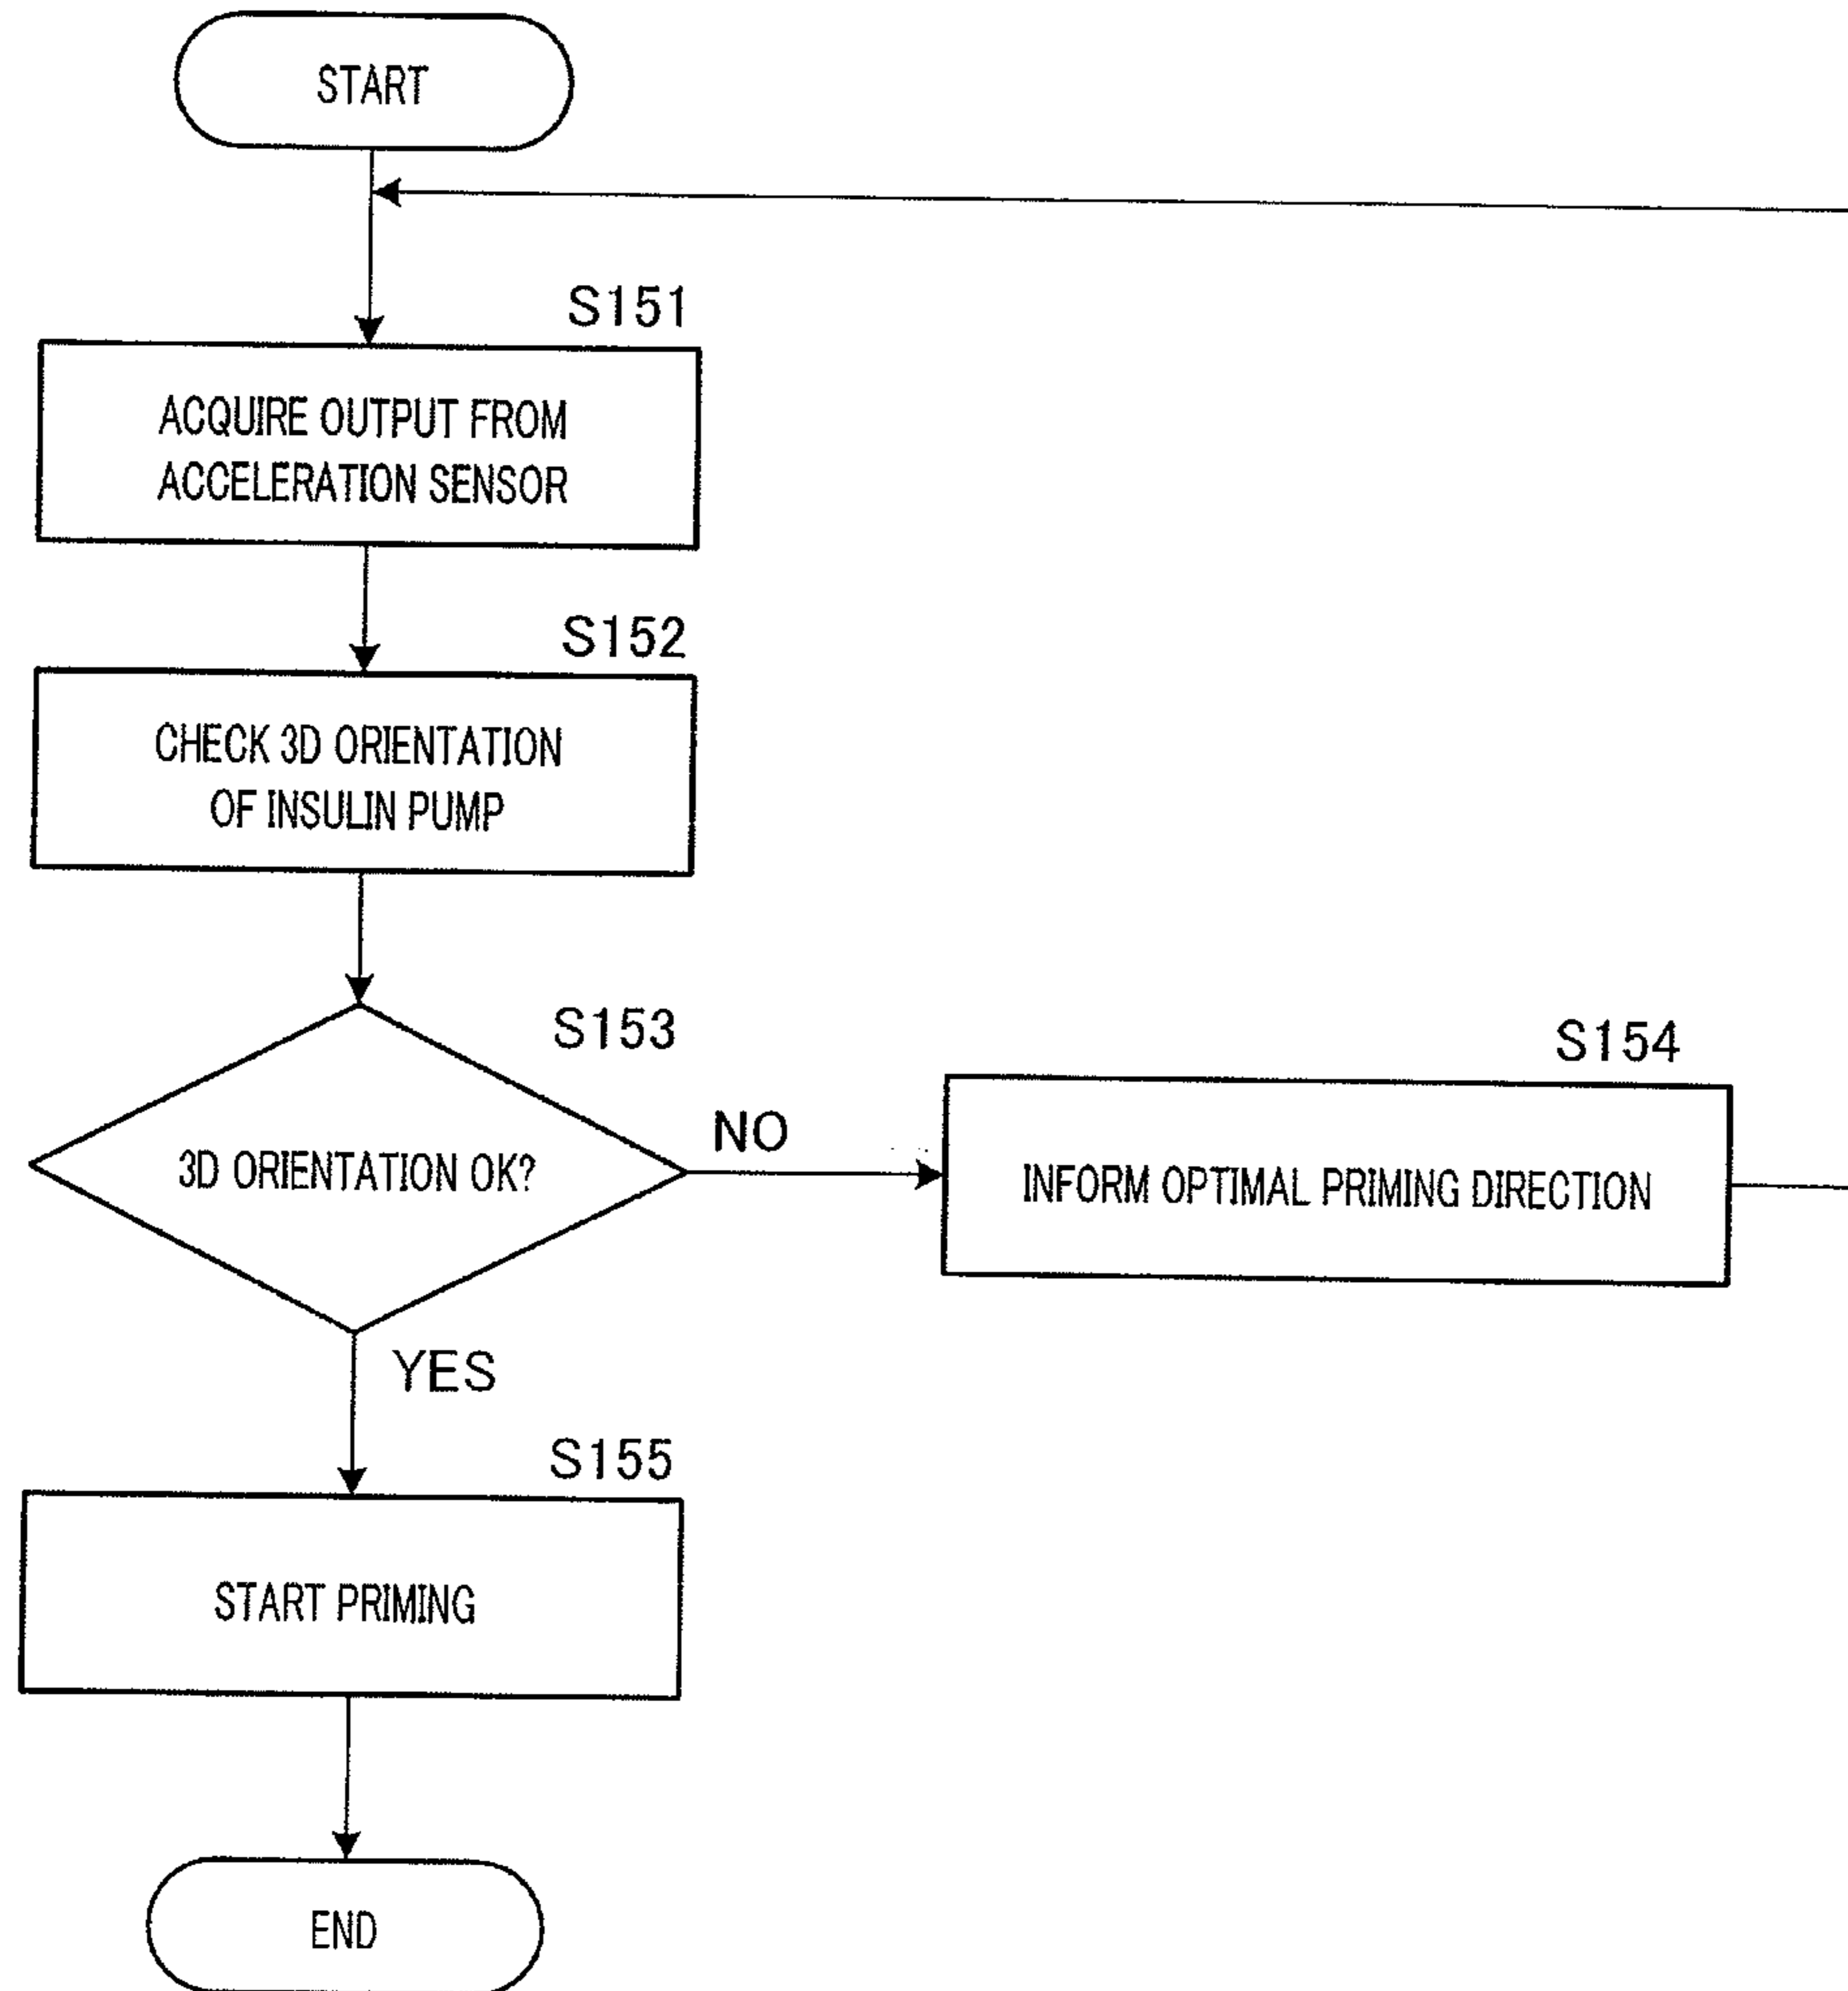 START
S151
ACQUIRE OUTPUT FROM
ACCELERATION SENSOR
S152
CHECK 3D ORIENTATION
OF INSULIN PUMP
S153
3D ORIENTATION OK?
NO
S154
INFORM OPTIMAL PRIMING DIRECTION
YES
S155
START PRIMING
END